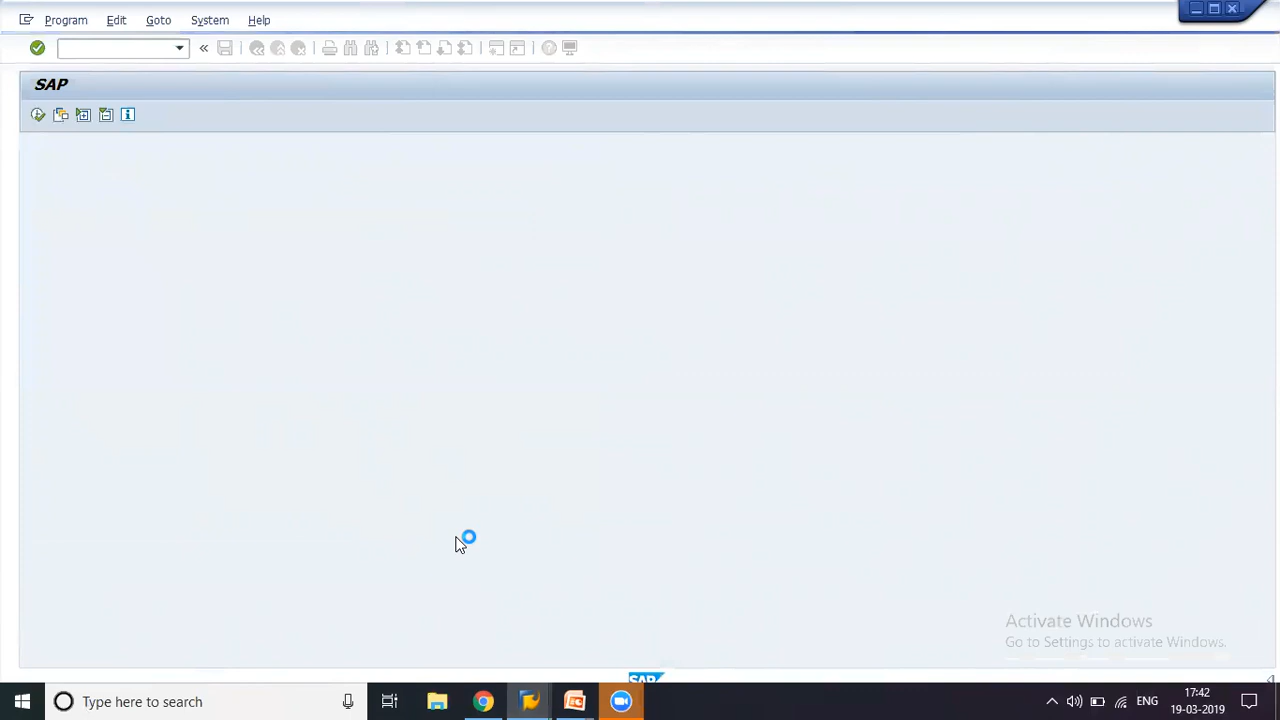 Program Edit Goto System Help
SAP
Activate Windows
Go to Settings to activate Windows.
SAP
Type here to search
ENG
17:42
19-03-2019